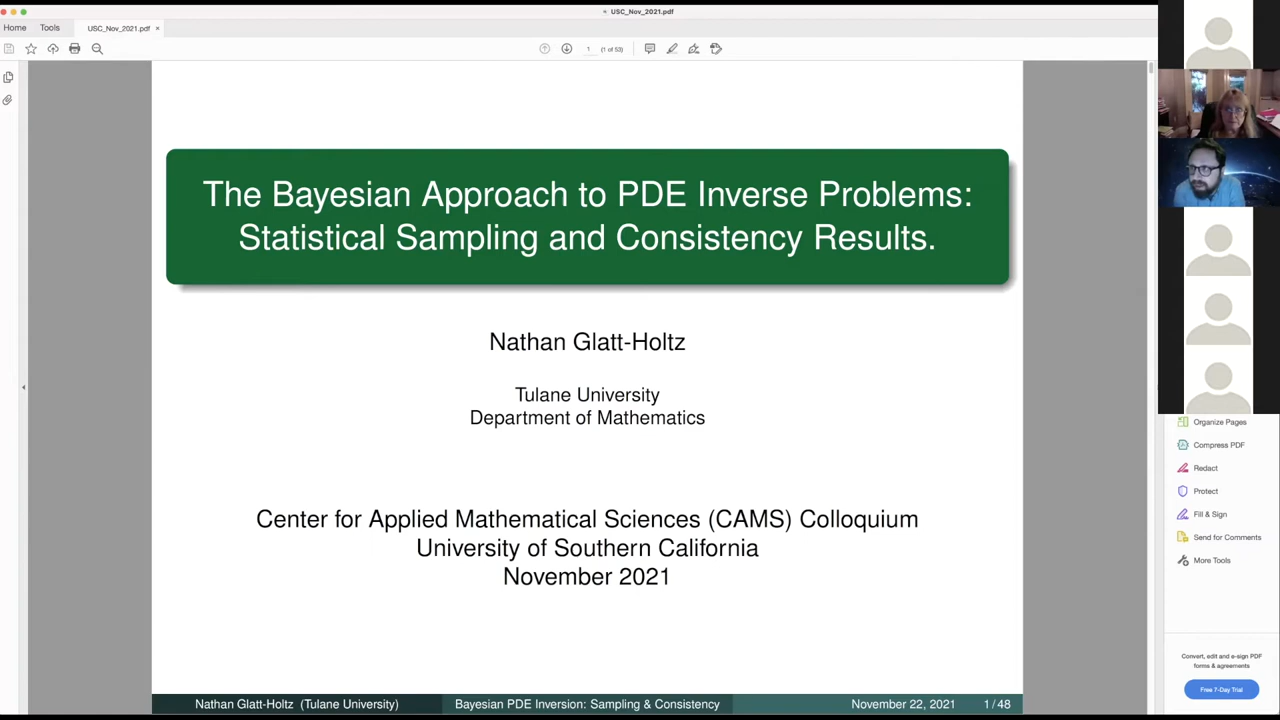 USC_Nov_2021.pdf
Home Tools USC_Nov_2021.pdf ×
1 (1 of 53)
The Bayesian Approach to PDE Inverse Problems:
Statistical Sampling and Consistency Results.
Nathan Glatt-Holtz
Tulane University
Department of Mathematics
Center for Applied Mathematical Sciences (CAMS) Colloquium
University of Southern California
November 2021
Nathan Glatt-Holtz (Tulane University) Bayesian PDE Inversion: Sampling & Consistency November 22, 2021 1 / 48
Organize Pages
Compress PDF
Redact
Protect
Fill & Sign
Send for Comments
More Tools
Convert, edit and e-sign PDF
forms & agreements
Free 7-Day Trial